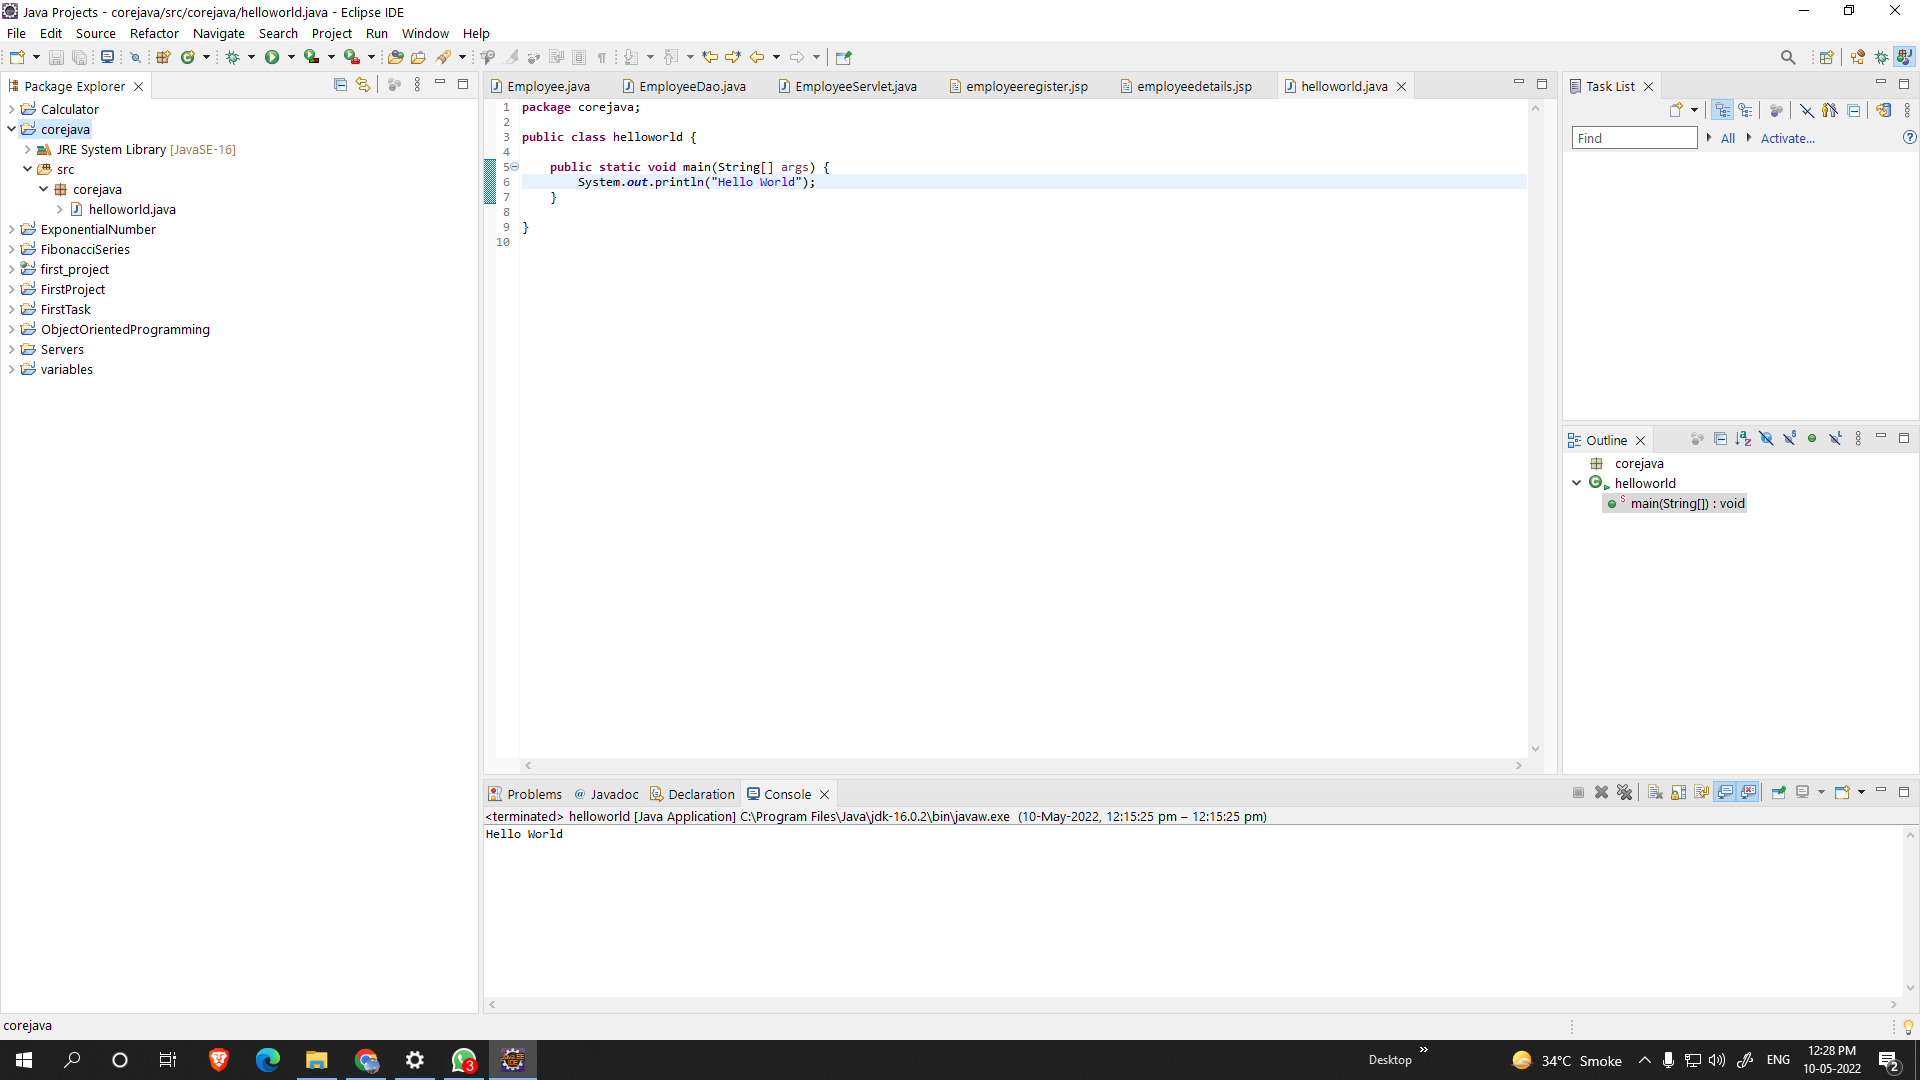 Java Projects - corejava/src/corejava/helloworld.java - Eclipse IDE
File Edit Source Refactor Navigate Search Project Run Window Help
Package Explorer
Calculator
corejava
JRE System Library [JavaSE-16]
src
corejava
helloworld.java
ExponentialNumber
FibonacciSeries
first_project
FirstProject
FirstTask
ObjectOrientedProgramming
Servers
variables
Employee.java EmployeeDao.java EmployeeServlet.java employeeregister.jsp employeedetails.jsp helloworld.java
1 package corejava;
2
3 public class helloworld {
4
5 public static void main(String[] args) {
6 System.out.println("Hello World");
7 }
8
9 }
10
Task List
Find All Activate...
Outline
corejava
helloworld
main(String[]) : void
Problems Javadoc Declaration Console
<terminated> helloworld [Java Application] C:\Program Files\Java\jdk-16.0.2\bin\javaw.exe (10-May-2022, 12:15:25 pm – 12:15:25 pm)
Hello World
corejava
3
Desktop
34°C Smoke
ENG
12:28 PM
10-05-2022
2